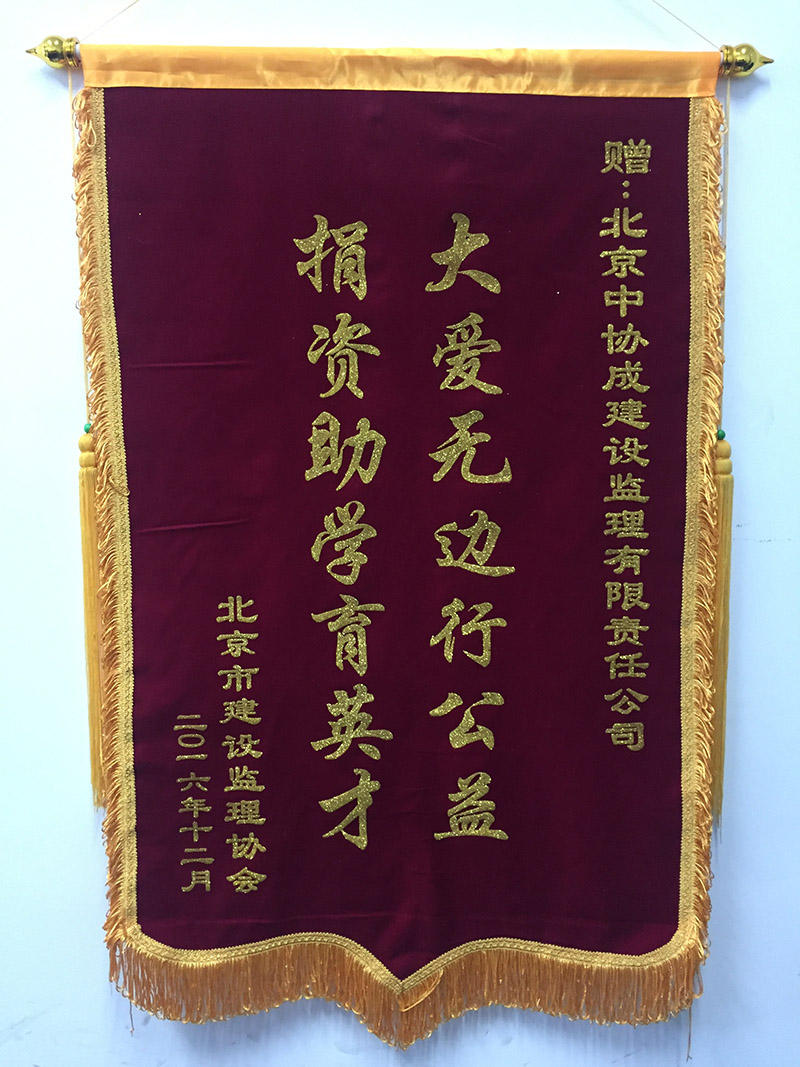 赠:北京中协成建设监理有限责任公司
大爱无边行公益
捐资助学育英才
北京市建设监理协会
二〇一六年十二月